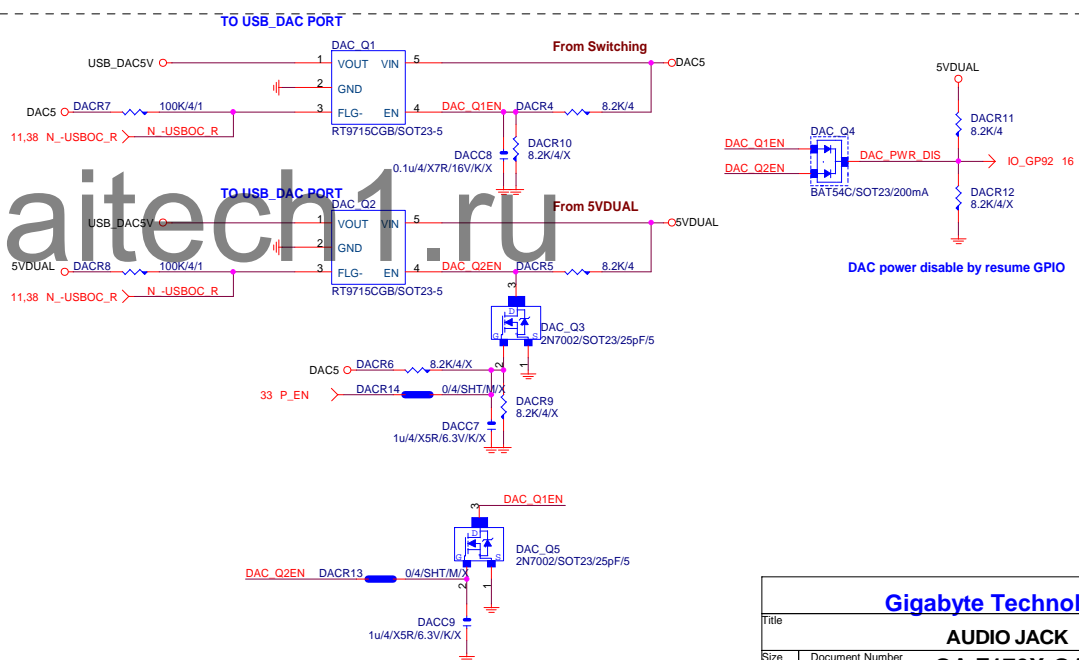 TO USB_DAC PORT
DAC_Q1
From Switching
USB_DAC5V
1
VOUT
VIN
5
DAC5
2
GND
DAC5
DACR7
100K/4/1
3
FLG-
EN
4
DAC_Q1EN
DACR4
8.2K/4
11,38 N_-USBOC_R
N_-USBOC_R
RT9715CGB/SOT23-5
DACC8
0.1u/4/X7R/16V/K/X
DACR10
8.2K/4/X
5VDUAL
DACR11
8.2K/4
DAC_Q4
DAC_Q1EN
DAC_Q2EN
DAC_PWR_DIS
IO_GP92 16
BAT54C/SOT23/200mA
DACR12
8.2K/4/X
DAC power disable by resume GPIO
aitech1.ru
TO USB_DAC PORT
DAC_Q2
From 5VDUAL
USB_DAC5V
1
VOUT
VIN
5
5VDUAL
2
GND
5VDUAL
DACR8
100K/4/1
3
FLG-
EN
4
DAC_Q2EN
DACR5
8.2K/4
11,38 N_-USBOC_R
N_-USBOC_R
RT9715CGB/SOT23-5
3
D
G
S
DAC_Q3
2N7002/SOT23/25pF/5
2
1
DAC5
DACR6
8.2K/4/X
33 P_EN
DACR14
0/4/SHT/M/X
DACR9
8.2K/4/X
DACC7
1u/4/X5R/6.3V/K/X
3
DAC_Q1EN
D
G
S
DAC_Q5
2N7002/SOT23/25pF/5
DAC_Q2EN
DACR13
0/4/SHT/M/X
2
1
DACC9
1u/4/X5R/6.3V/K/X
Gigabyte Technol
Title
AUDIO JACK
Size
Document Number